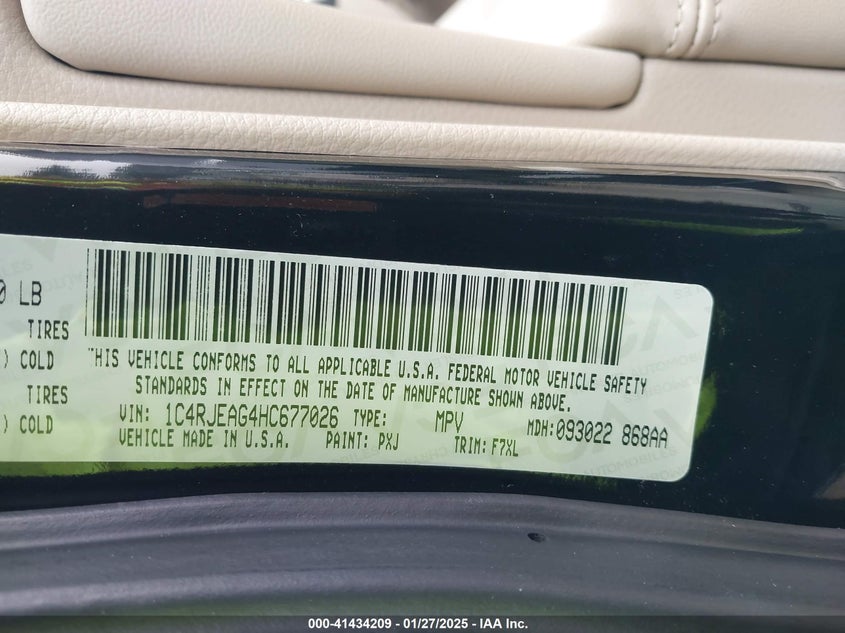 0 LB
TIRES
) COLD
TIRES
) COLD
HIS VEHICLE CONFORMS TO ALL APPLICABLE U.S.A. FEDERAL MOTOR VEHICLE SAFETY
STANDARDS IN EFFECT ON THE DATE OF MANUFACTURE SHOWN ABOVE.
VIN: 1C4RJEAG4HC677026 TYPE: MPV MDH:093022 868AA
VEHICLE MADE IN U.S.A. PAINT: PXJ TRIM: F7XL
000-41434209 - 01/27/2025 - IAA Inc.